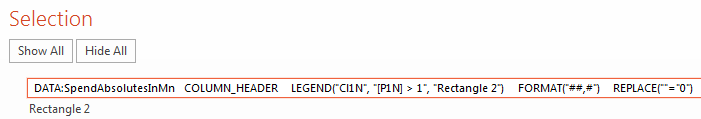 Selection
Show All Hide All
DATA:SpendAbsolutesInMn COLUMN_HEADER LEGEND("CI1N", "[P1N] > 1", "Rectangle 2") FORMAT("##,#") REPLACE(""="0")
Rectangle 2